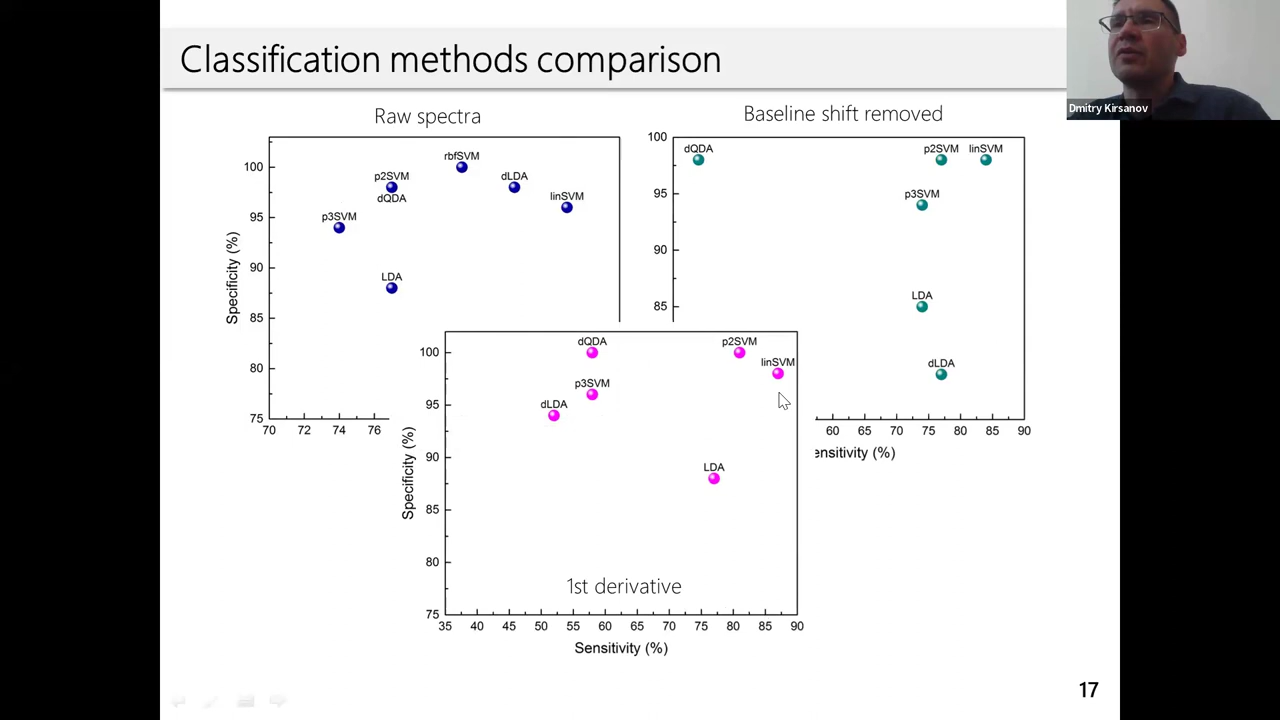 Classification methods comparison
Dmitry Kirsanov
Raw spectra
Baseline shift removed
100
95
90
85
80
75
Specificity (%)
70 72 74 76
rbfSVM
p2SVM
dQDA
dLDA
linSVM
p3SVM
LDA
100
95
90
85
dQDA
p2SVM
linSVM
p3SVM
LDA
dLDA
60 65 70 75 80 85 90
ensitivity (%)
100
95
90
85
80
75
Specificity (%)
dQDA
p2SVM
linSVM
p3SVM
dLDA
LDA
1st derivative
35 40 45 50 55 60 65 70 75 80 85 90
Sensitivity (%)
17